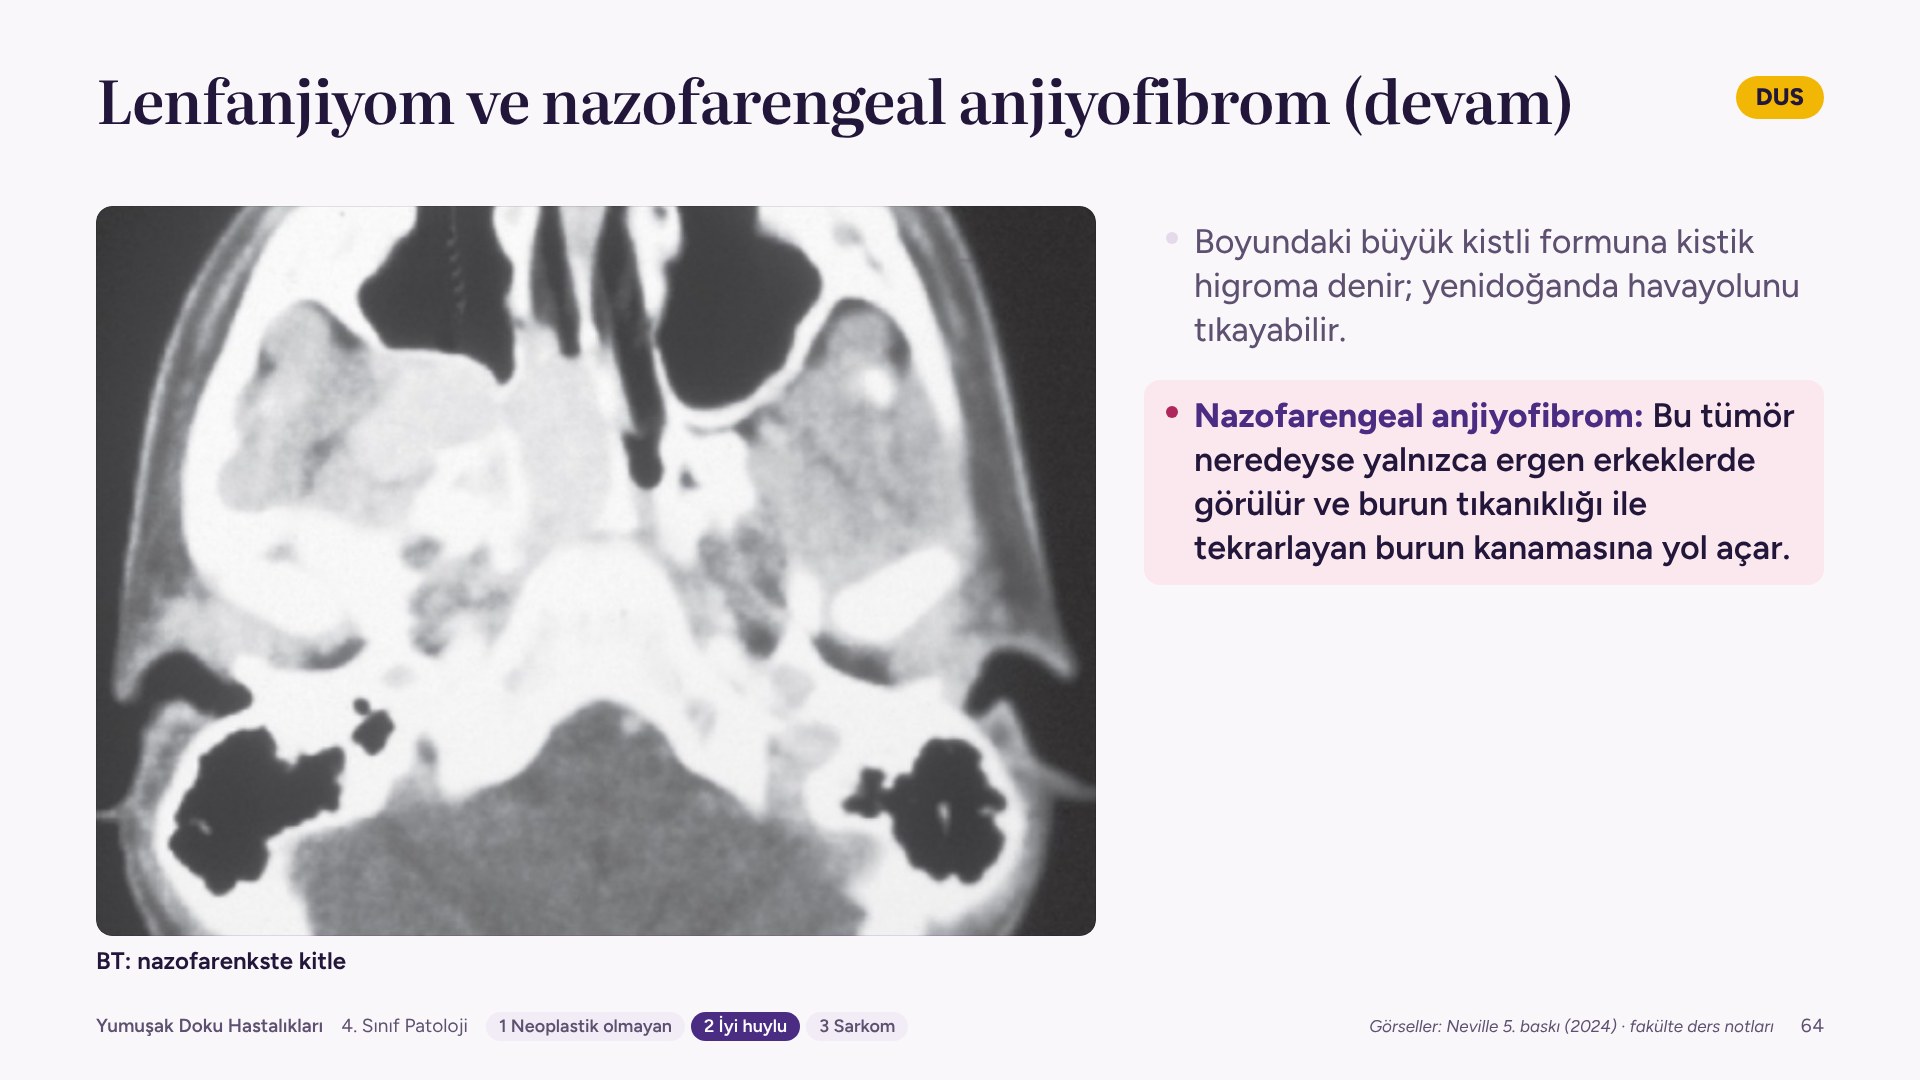 Lenfanjiyom ve nazofarengeal anjiyofibrom (devam)
DUS
Boyundaki büyük kistli formuna kistik
higroma denir; yenidoğanda havayolunu
tıkayabilir.
Nazofarengeal anjiyofibrom: Bu tümör
neredeyse yalnızca ergen erkeklerde
görülür ve burun tıkanıklığı ile
tekrarlayan burun kanamasına yol açar.
BT: nazofarenkste kitle
Yumuşak Doku Hastalıkları 4. Sınıf Patoloji 1 Neoplastik olmayan 2 İyi huylu 3 Sarkom
Görseller: Neville 5. baskı (2024) · fakülte ders notları 64